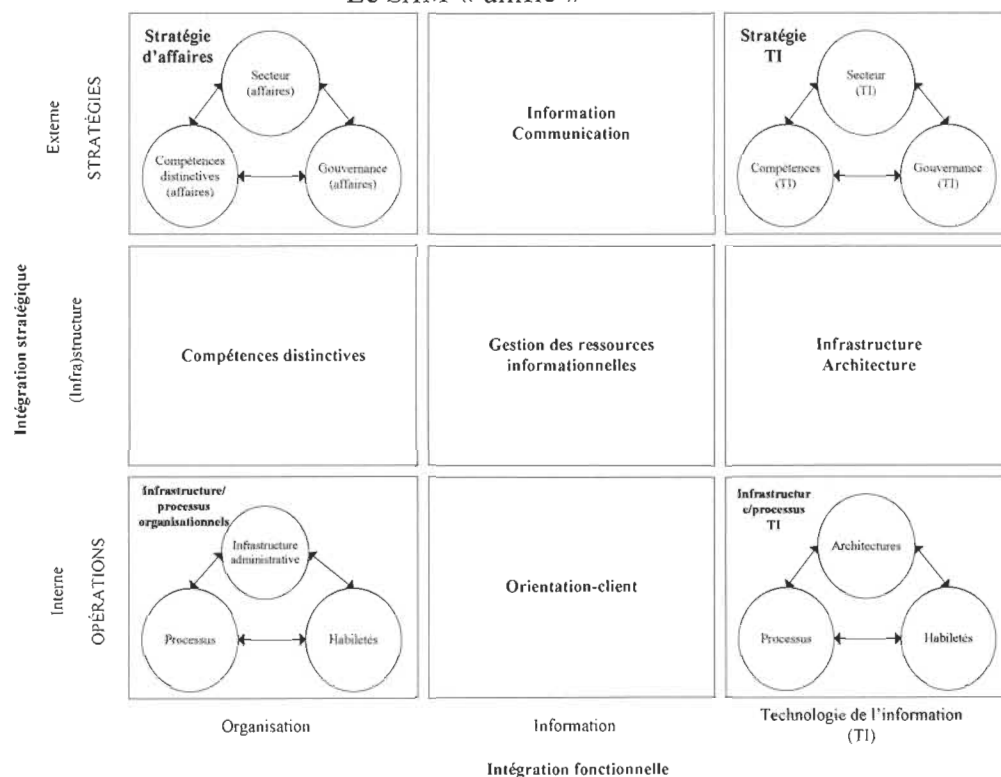 Le SAM « unifié »
Stratégie
d'affaires
Secteur
(affaires)
Compétences
distinctives
(affaires)
Gouvernance
(affaires)
Information
Communication
Stratégie
TI
Secteur
(TI)
Compétences
(TI)
Gouvernance
(TI)
Externe
STRATÉGIES
Intégration stratégique
(Infra)structure
Compétences distinctives
Gestion des ressources
informationnelles
Infrastructure
Architecture
Interne
OPÉRATIONS
Infrastructure/
processus
organisationnels
Infrastructure
administrative
Processus
Habiletés
Orientation-client
Infrastructur
e/processus
TI
Architectures
Processus
Habiletés
Organisation
Information
Technologie de l'information
(TI)
Intégration fonctionnelle